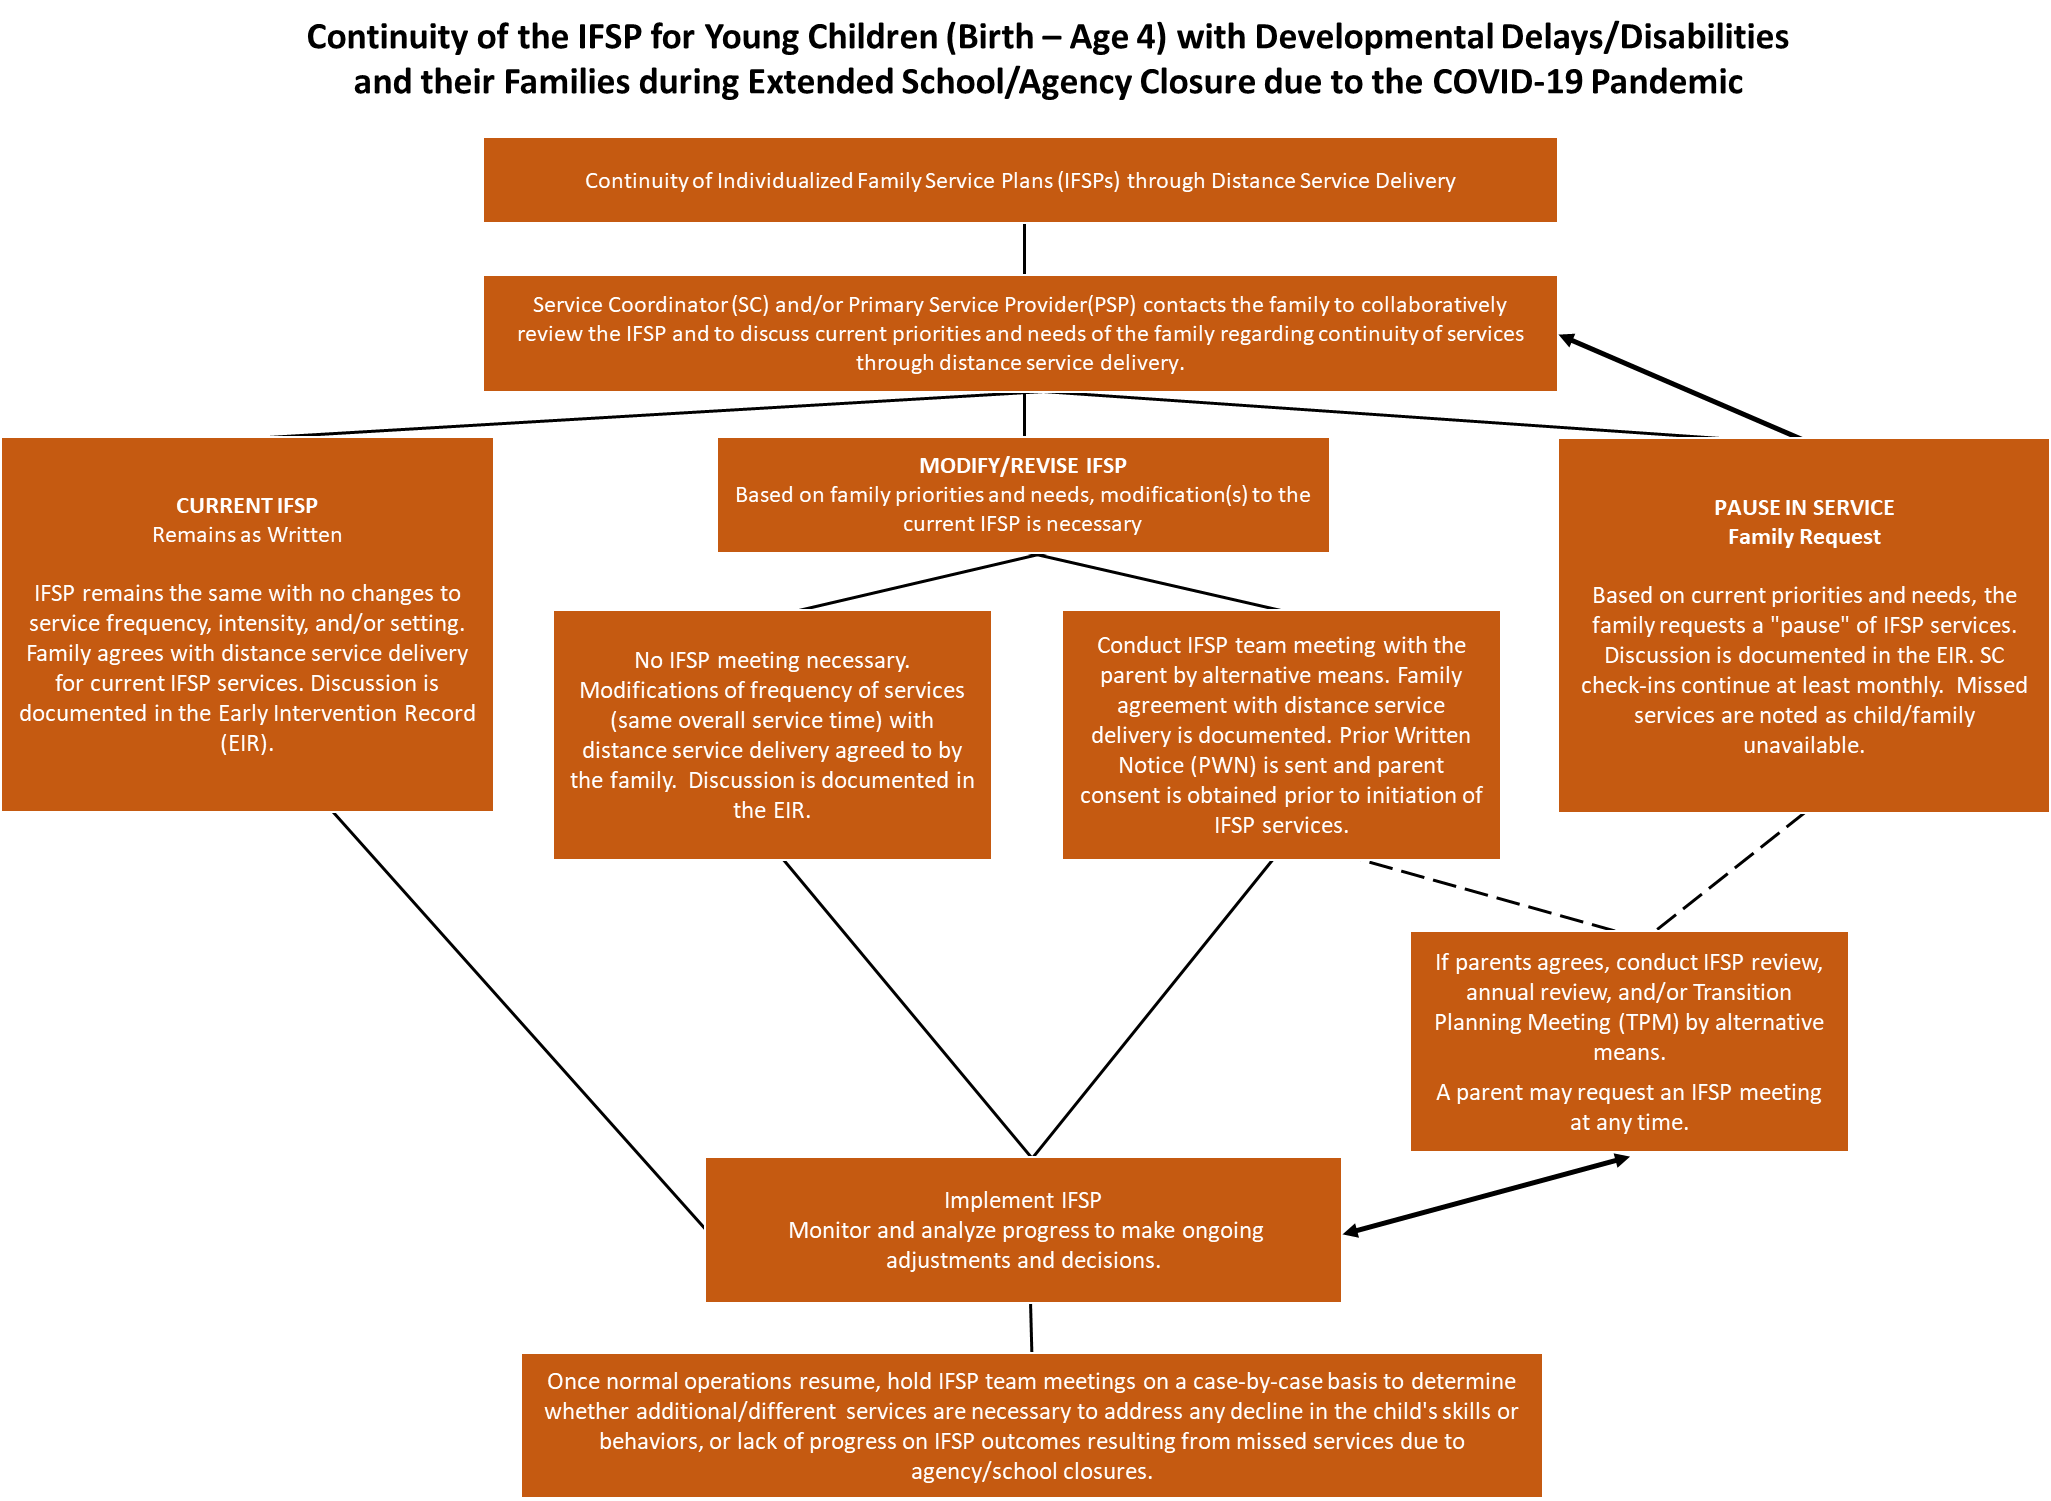 Continuity of the IFSP for Young Children (Birth – Age 4) with Developmental Delays/Disabilities
and their Families during Extended School/Agency Closure due to the COVID-19 Pandemic
Continuity of Individualized Family Service Plans (IFSPs) through Distance Service Delivery
Service Coordinator (SC) and/or Primary Service Provider(PSP) contacts the family to collaboratively
review the IFSP and to discuss current priorities and needs of the family regarding continuity of services
through distance service delivery.
CURRENT IFSP
Remains as Written
IFSP remains the same with no changes to
service frequency, intensity, and/or setting.
Family agrees with distance service delivery
for current IFSP services. Discussion is
documented in the Early Intervention Record
(EIR).
MODIFY/REVISE IFSP
Based on family priorities and needs, modification(s) to the
current IFSP is necessary
No IFSP meeting necessary.
Modifications of frequency of services
(same overall service time) with
distance service delivery agreed to by
the family. Discussion is documented in
the EIR.
Conduct IFSP team meeting with the
parent by alternative means. Family
agreement with distance service
delivery is documented. Prior Written
Notice (PWN) is sent and parent
consent is obtained prior to initiation of
IFSP services.
PAUSE IN SERVICE
Family Request
Based on current priorities and needs, the
family requests a "pause" of IFSP services.
Discussion is documented in the EIR. SC
check-ins continue at least monthly. Missed
services are noted as child/family
unavailable.
If parents agrees, conduct IFSP review,
annual review, and/or Transition
Planning Meeting (TPM) by alternative
means.
A parent may request an IFSP meeting
at any time.
Implement IFSP
Monitor and analyze progress to make ongoing
adjustments and decisions.
Once normal operations resume, hold IFSP team meetings on a case-by-case basis to determine
whether additional/different services are necessary to address any decline in the child's skills or
behaviors, or lack of progress on IFSP outcomes resulting from missed services due to
agency/school closures.